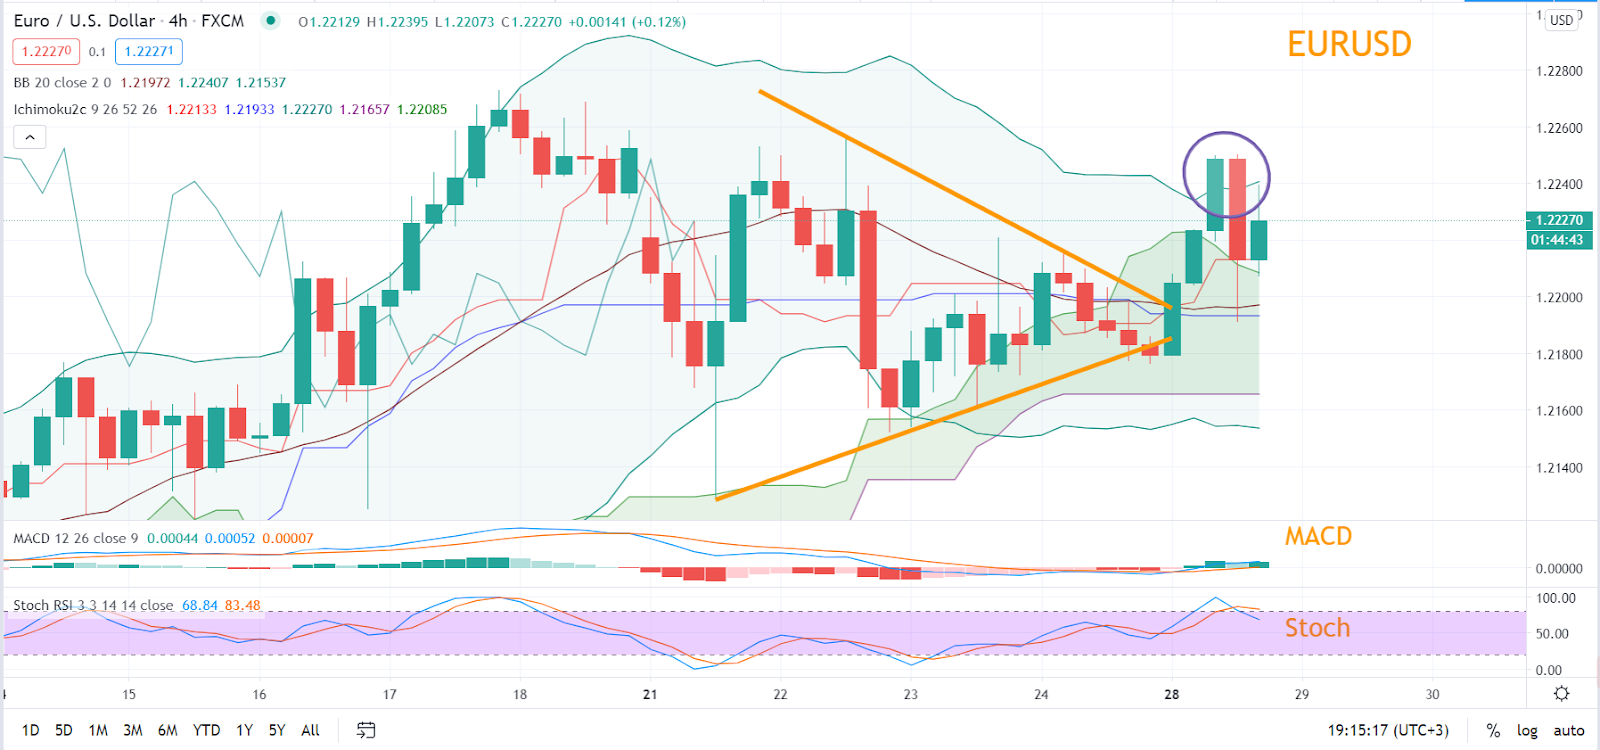 Euro / U.S. Dollar · 4h · FXCM O1.22129 H1.22395 L1.22073 C1.22270 +0.00141 (+0.12%)
USD
1.22270 0.1 1.22271
EURUSD
BB 20 close 2 0 1.21972 1.22407 1.21537
Ichimoku2c 9 26 52 26 1.22133 1.21933 1.22270 1.21657 1.22085
1.22800
1.22600
1.22400
1.22270
01:44:43
1.22000
1.21800
1.21600
1.21400
MACD 12 26 close 9 0.00044 0.00052 0.00007
MACD
0.00000
Stoch RSI 3 3 14 14 close 68.84 83.48
100.00
Stoch
50.00
0.00
15 16 17 18 21 22 23 24 28 29 30
1D 5D 1M 3M 6M YTD 1Y 5Y All 19:15:17 (UTC+3) % log auto